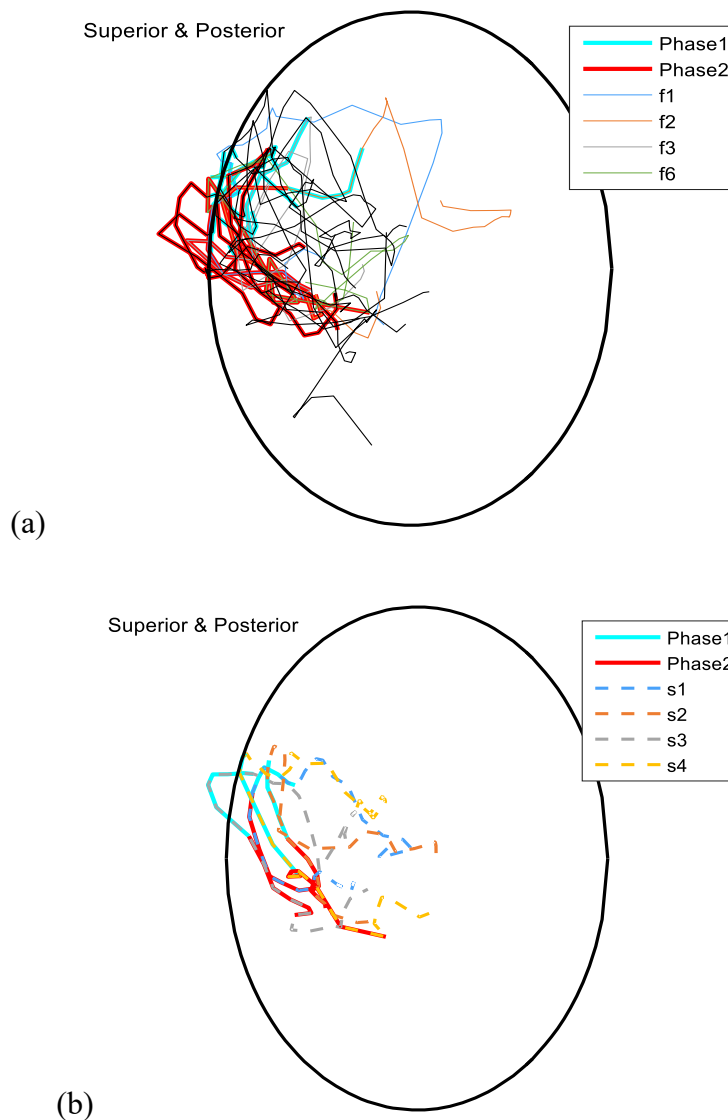 Superior & Posterior
Phase1
Phase2
f1
f2
f3
f6
(a)
Superior & Posterior
Phase1
Phase2
s1
s2
s3
s4
(b)